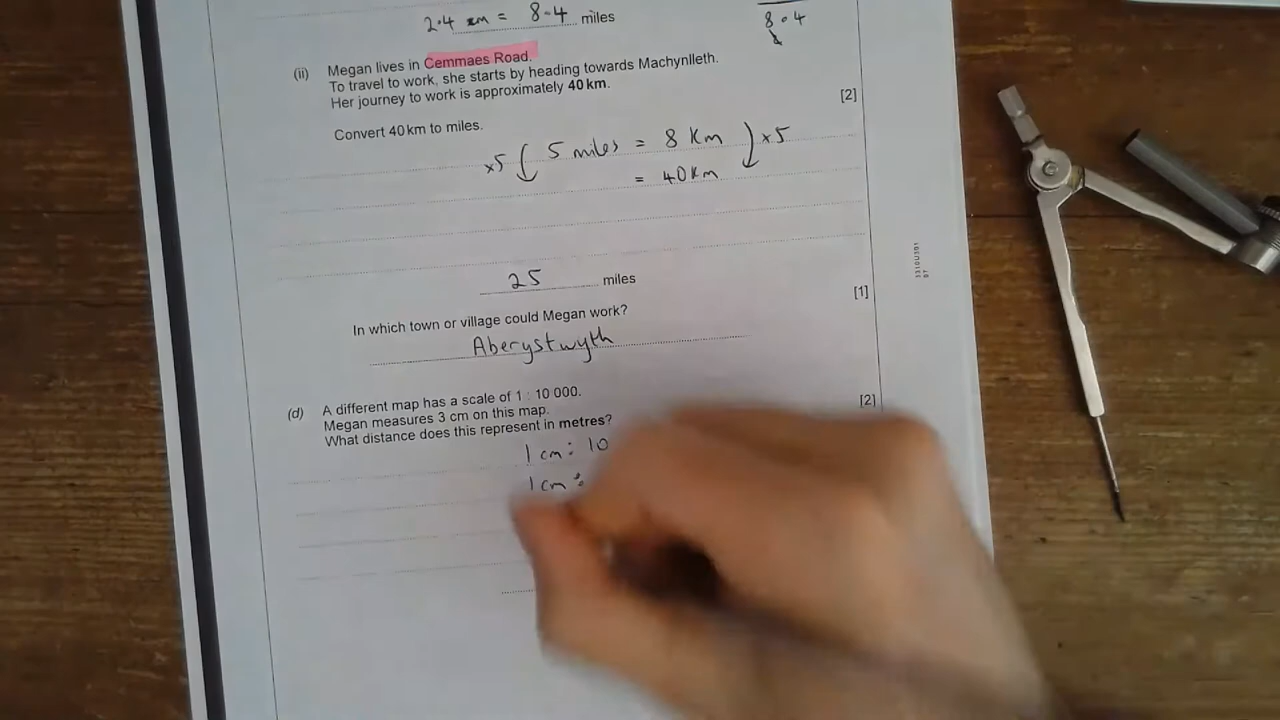 2.4 cm = 8.4 miles
8.4
(ii) Megan lives in Cemmaes Road.
To travel to work, she starts by heading towards Machynlleth.
Her journey to work is approximately 40 km.
[2]
Convert 40 km to miles.
×5 5 miles = 8 km ×5
= 40km
25 miles
[1]
In which town or village could Megan work?
Aberystwyth
(d) A different map has a scale of 1 : 10 000.
[2]
Megan measures 3 cm on this map.
What distance does this represent in metres?
1 cm : 10
1 cm :